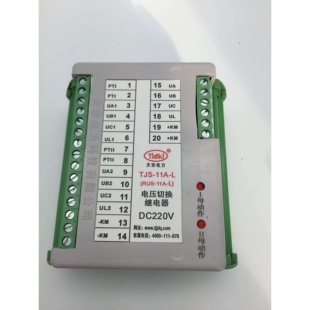 PTI 1
PTI 2
UA1 3
UB1 4
UC1 5
UL1 6
PTII 7
PTII 8
UA2 9
UB2 10
UC2 11
UL2 12
-KM 13
-KM 14
15 UA
16 UB
17 UC
18 UL
19 +KM
20 +KM
TJS-11A-L
(RUS-11A-L)
电压切换
继电器
DC220V
I母动作
II母动作